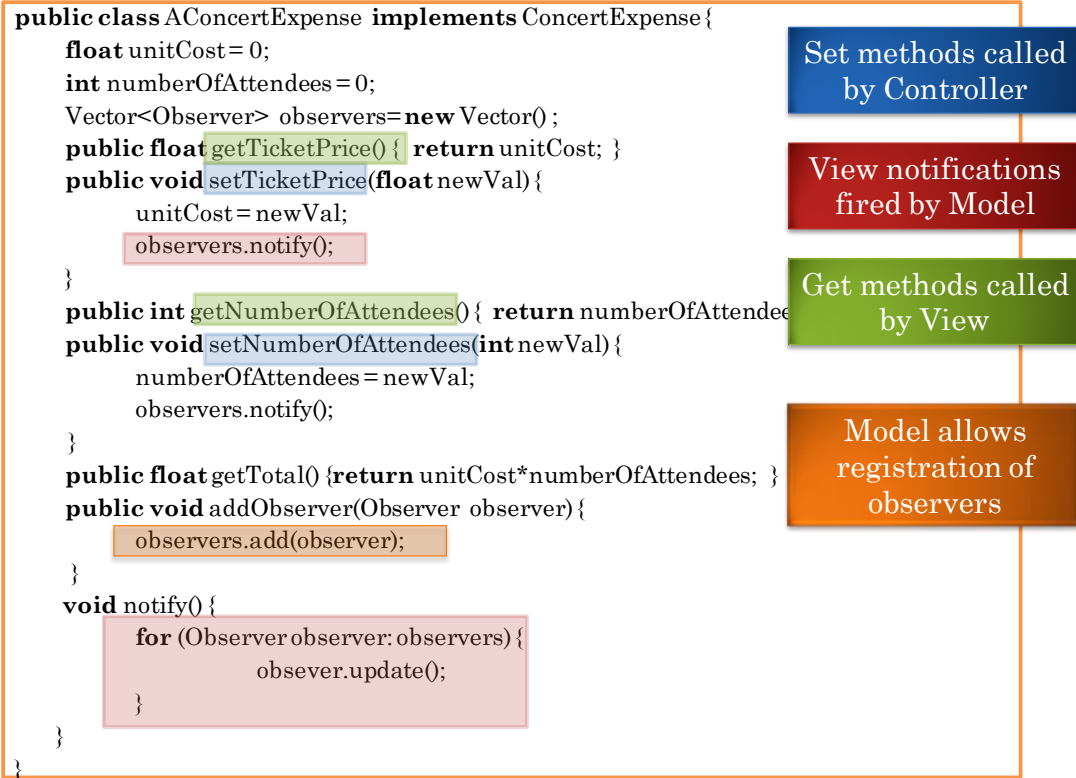 public class AConcertExpense implements ConcertExpense{
float unitCost = 0;
int numberOfAttendees = 0;
Vector<Observer> observers= new Vector() ;
public float getTicketPrice() { return unitCost; }
public void setTicketPrice(float newVal) {
unitCost = newVal;
observers.notify();
}
public int getNumberOfAttendees() { return numberOfAttendee
public void setNumberOfAttendees(int newVal) {
numberOfAttendees = newVal;
observers.notify();
}
public float getTotal() {return unitCost*numberOfAttendees; }
public void addObserver(Observer observer){
observers.add(observer);
}
void notify() {
for (Observer observer: observers) {
obsever.update();
}
}
}
Set methods called
by Controller
View notifications
fired by Model
Get methods called
by View
Model allows
registration of
observers